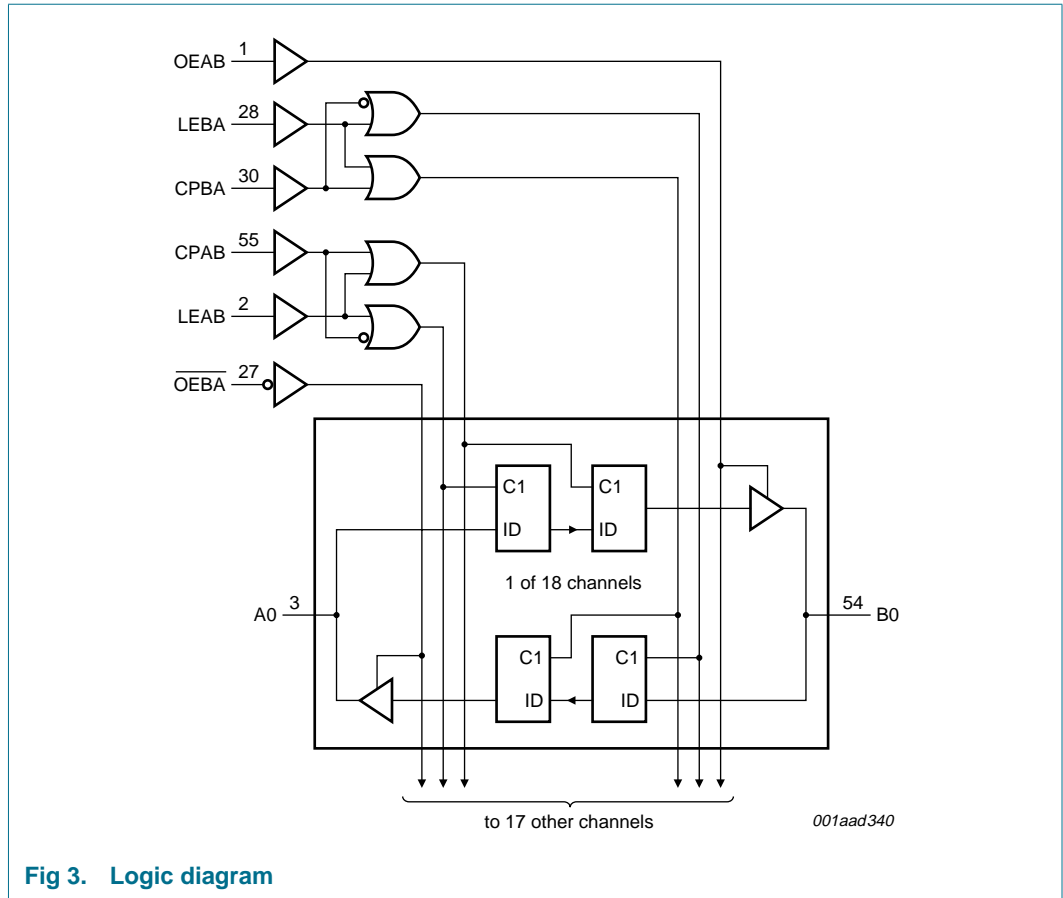 OEAB 1
LEBA 28
CPBA 30
CPAB 55
LEAB 2
OEBA 27
C1 C1
ID ID
1 of 18 channels
A0 3 54 B0
C1 C1
ID ID
to 17 other channels
001aad340
Fig 3. Logic diagram